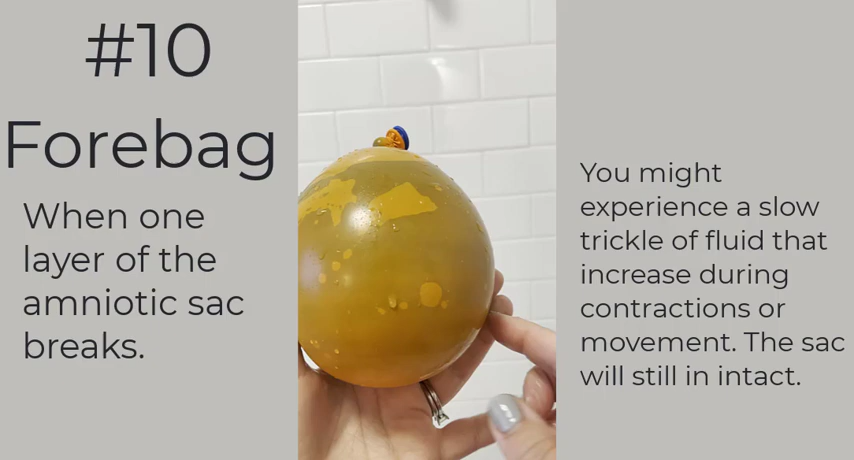 #10
Forebag
When one
layer of the
amniotic sac
breaks.
You might
experience a slow
trickle of fluid that
increase during
contractions or
movement. The sac
will still in intact.